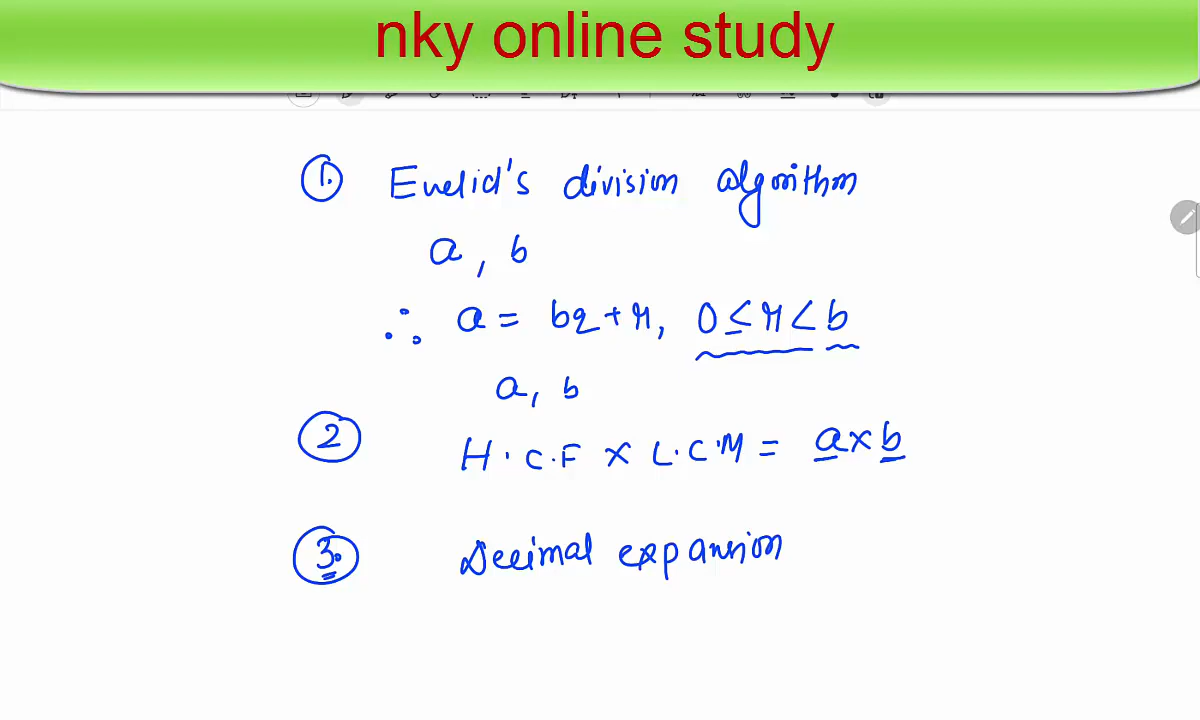 nky online study
1. Euclid's division algorithm
a, b
∴ a = bq + r, 0 ≤ r < b
a, b
2 H.C.F × L.C.M = a × b
3. Decimal expansion